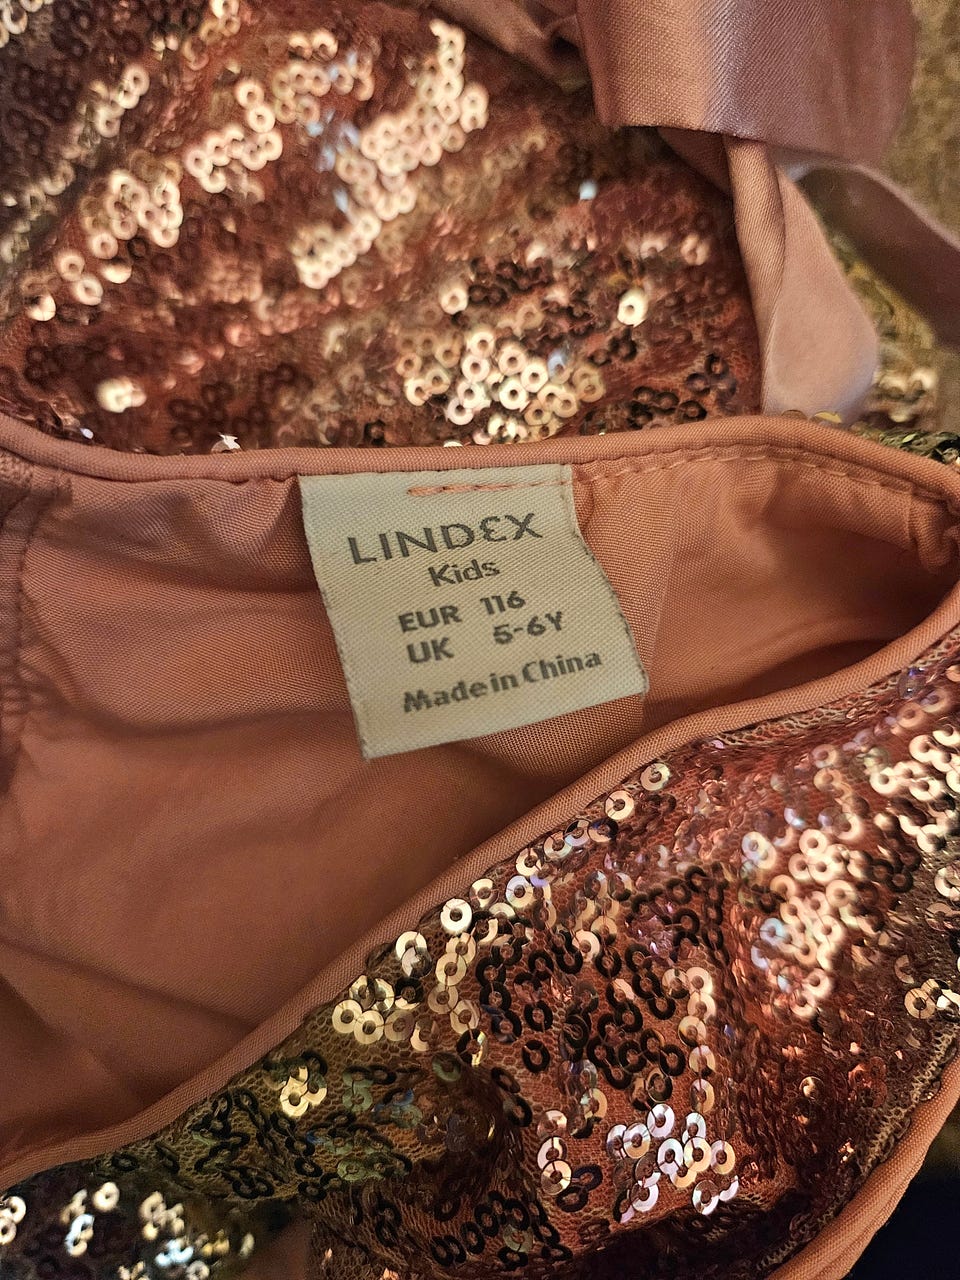 LINDEX
Kids
EUR 116
UK 5-6Y
Made in China